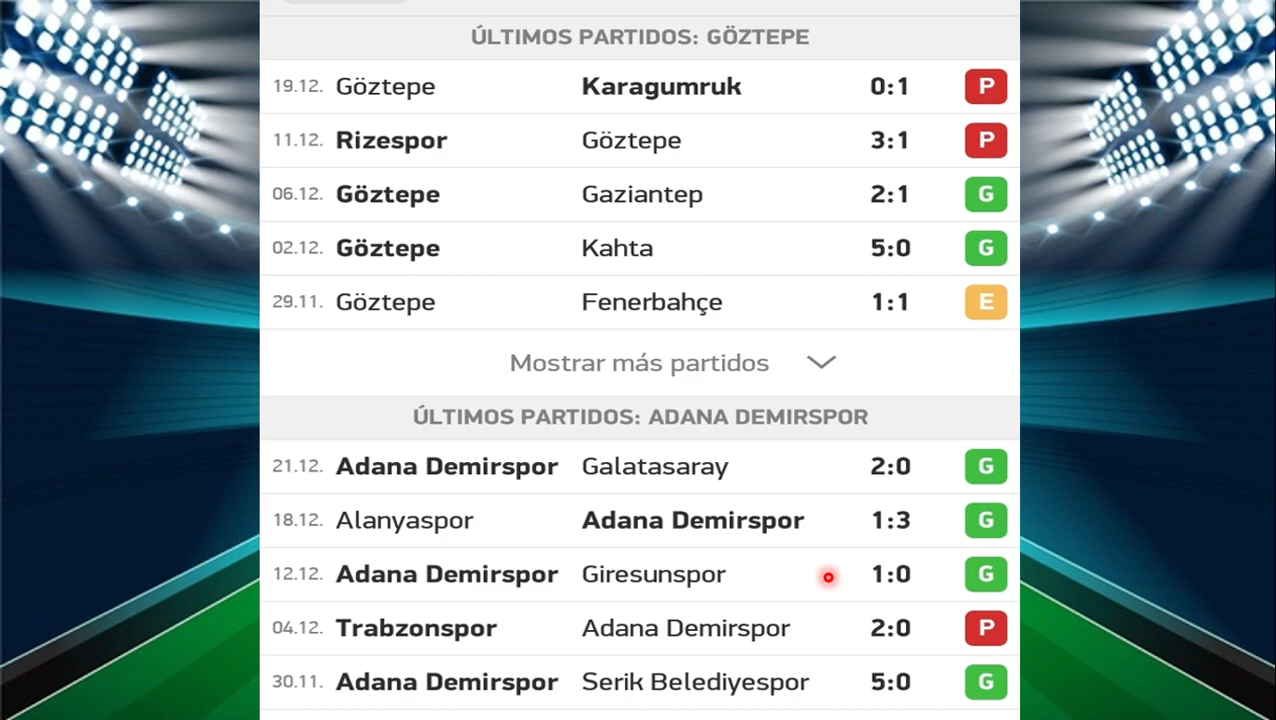 ÚLTIMOS PARTIDOS: GÖZTEPE
19.12. Göztepe Karagumruk 0:1 P
11.12. Rizespor Göztepe 3:1 P
06.12. Göztepe Gaziantep 2:1 G
02.12. Göztepe Kahta 5:0 G
29.11. Göztepe Fenerbahçe 1:1 E
Mostrar más partidos
ÚLTIMOS PARTIDOS: ADANA DEMIRSPOR
21.12. Adana Demirspor Galatasaray 2:0 G
18.12. Alanyaspor Adana Demirspor 1:3 G
12.12. Adana Demirspor Giresunspor 1:0 G
04.12. Trabzonspor Adana Demirspor 2:0 P
30.11. Adana Demirspor Serik Belediyespor 5:0 G